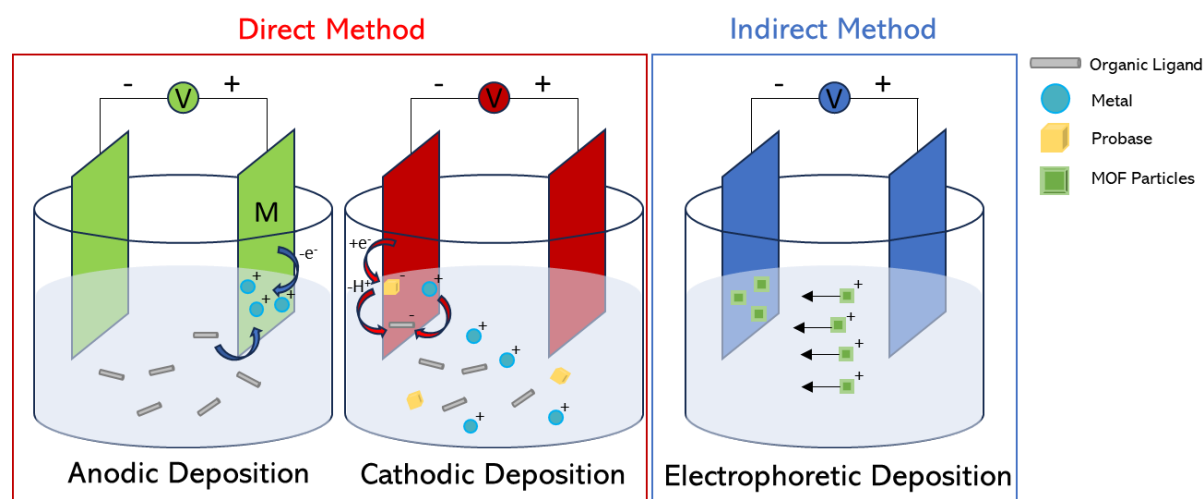 Direct Method
Indirect Method
- V +
- V +
- V +
Organic Ligand
Metal
Probase
MOF Particles
M
-e-
+
+
+
+e-
-
-H+
+
-
+
+
+
+
+
+
+
+
Anodic Deposition
Cathodic Deposition
Electrophoretic Deposition